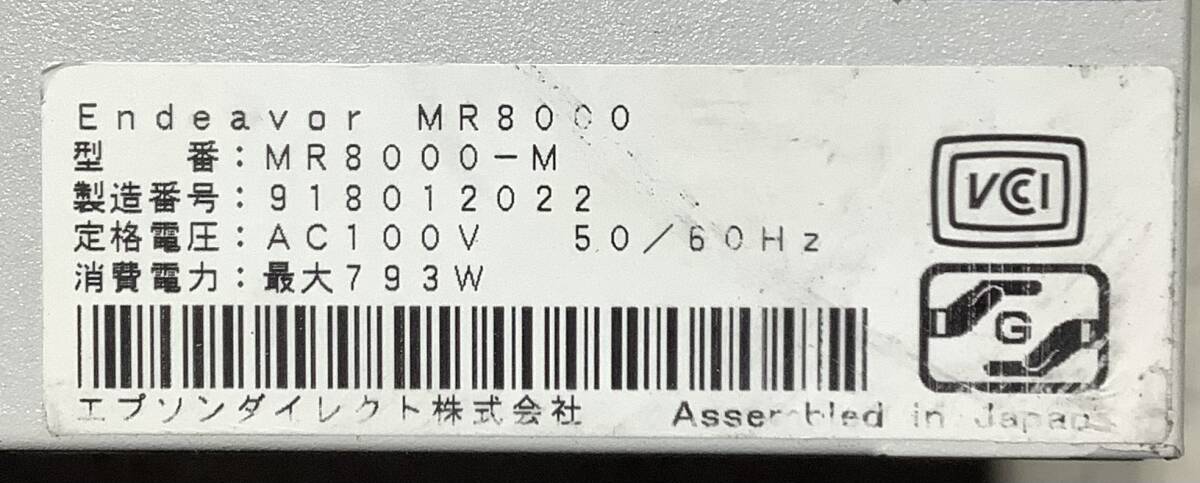 Endeavor MR8000
型 番：MR8000－M
製造番号：918012022
定格電圧：AC100V 50／60Hz
消費電力：最大793W
VCCI
G
エプソンダイレクト株式会社 Assembled in Japan